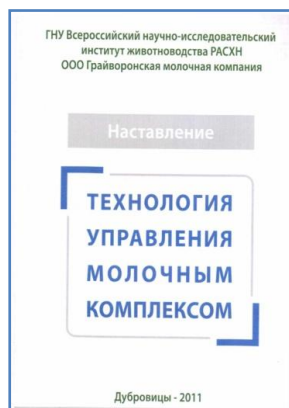 ГНУ Всероссийский научно-исследовательский
институт животноводства РАСХН
ООО Грайворонская молочная компания
Наставление
ТЕХНОЛОГИЯ
УПРАВЛЕНИЯ
МОЛОЧНЫМ
КОМПЛЕКСОМ
Дубровицы - 2011